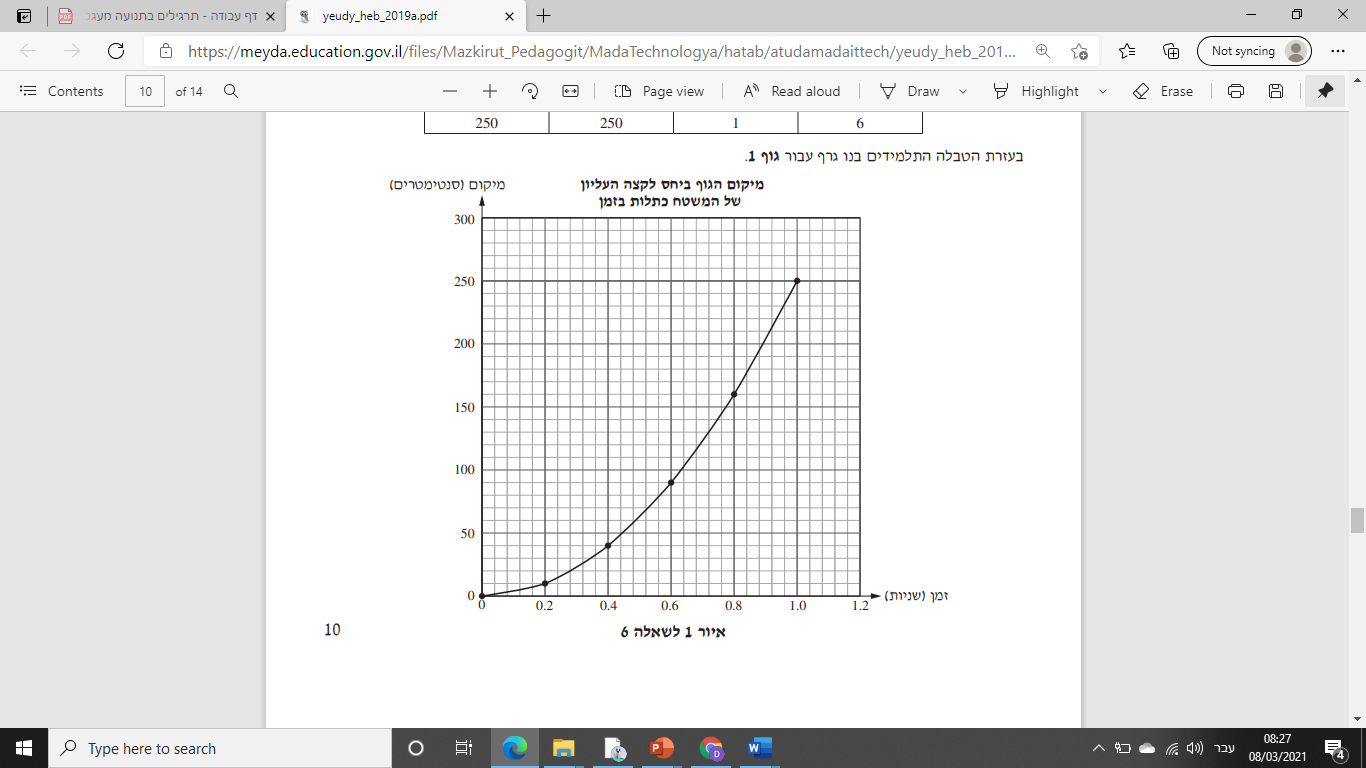 דף עבודה - תרגילים בתנועה מעגל
yeudy_heb_2019a.pdf
https://meyda.education.gov.il/files/Mazkirut_Pedagogit/MadaTechnologya/hatab/atudamadaittech/yeudy_heb_201...
Not syncing
Contents
10 of 14
Page view
Read aloud
Draw
Highlight
Erase
250 250 1 6
בעזרת הטבלה התלמידים בנו גרף עבור גוף 1.
מיקום הגוף ביחס לקצה העליון
של המשטח כתלות בזמן
מיקום (סנטימטרים)
300
250
200
150
100
50
0
0 0.2 0.4 0.6 0.8 1.0 1.2
זמן (שניות)
איור 1 לשאלה 6
10
Type here to search
עבר
08:27
08/03/2021
4